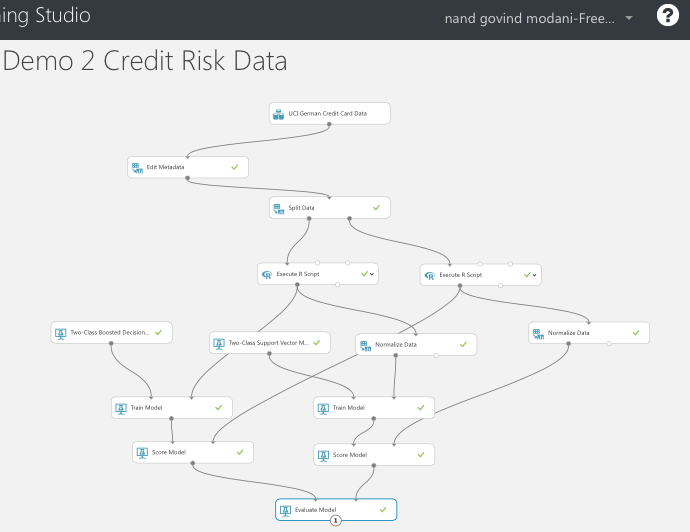 ing Studio
nand govind modani-Free...
?
Demo 2 Credit Risk Data
UCI German Credit Card Data
Edit Metadata
Split Data
Execute R Script
Execute R Script
Two-Class Boosted Decision...
Two-Class Support Vector M...
Normalize Data
Normalize Data
Train Model
Train Model
Score Model
Score Model
Evaluate Model
1